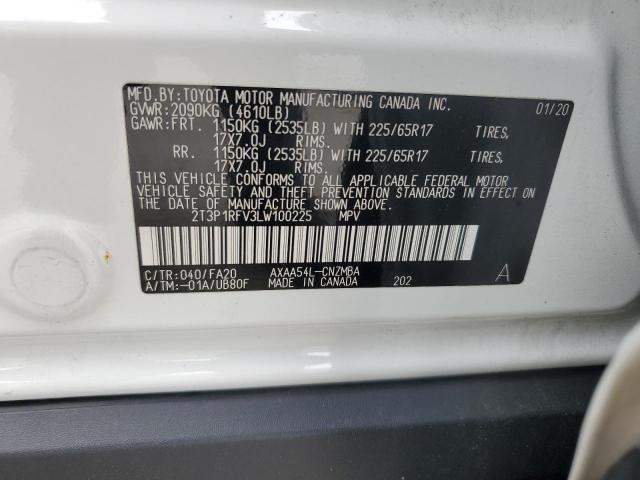 MFD.BY:TOYOTA MOTOR MANUFACTURING CANADA INC. 01/20
GVWR:2090KG (4610LB)
GAWR:FRT. 1150KG (2535LB) WITH 225/65R17 TIRES,
17X7.0J RIMS.
RR. 1150KG (2535LB) WITH 225/65R17 TIRES,
17X7.0J RIMS.
THIS VEHICLE CONFORMS TO ALL APPLICABLE FEDERAL MOTOR
VEHICLE SAFETY AND THEFT PREVENTION STANDARDS IN EFFECT ON
THE DATE OF MANUFACTURE SHOWN ABOVE.
2T3P1RFV3LW100225 MPV
C/TR:040/FA20 AXAA54L-CNZMBA A
A/TM:-01A/UB80F MADE IN CANADA 202